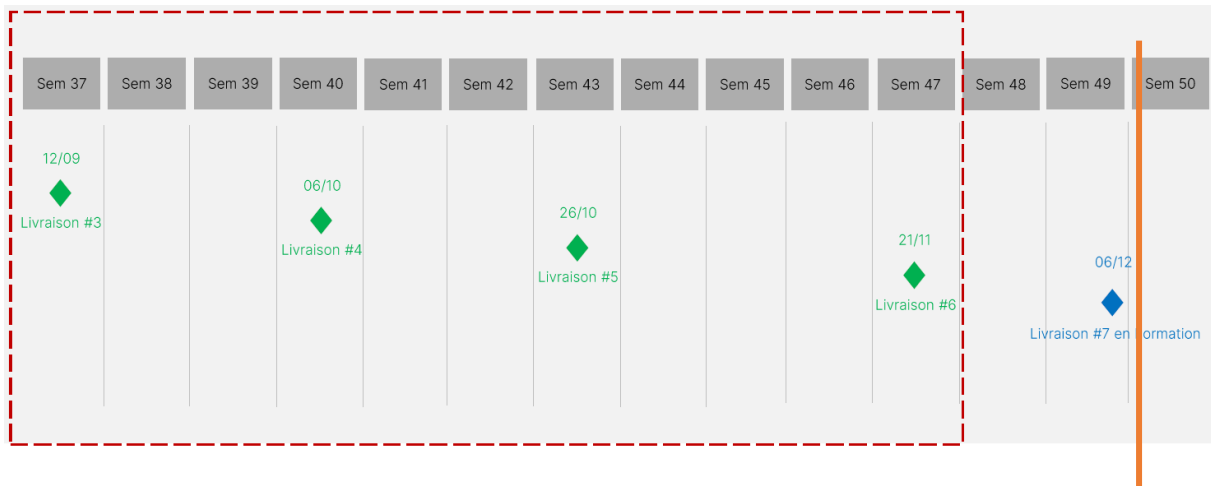 Sem 37
Sem 38
Sem 39
Sem 40
Sem 41
Sem 42
Sem 43
Sem 44
Sem 45
Sem 46
Sem 47
Sem 48
Sem 49
Sem 50
12/09
Livraison #3
06/10
Livraison #4
26/10
Livraison #5
21/11
Livraison #6
06/12
Livraison #7 en Formation